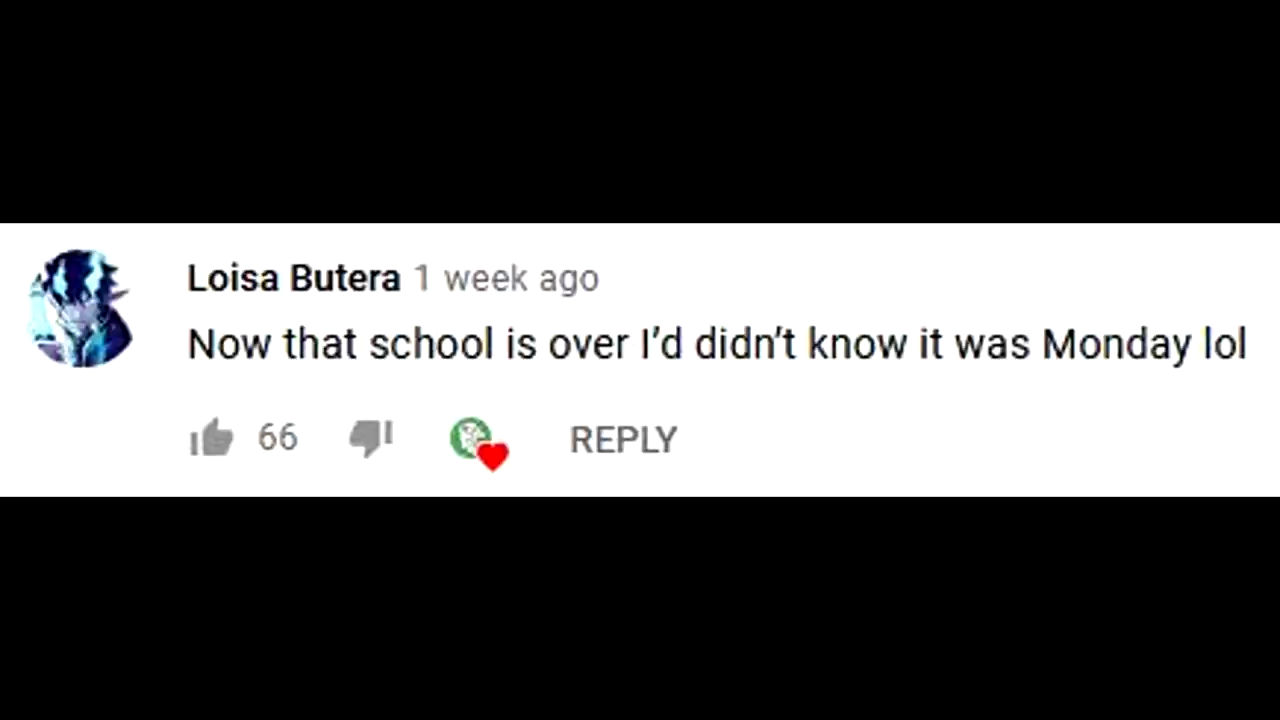 Loisa Butera 1 week ago
Now that school is over I’d didn’t know it was Monday lol
66 REPLY